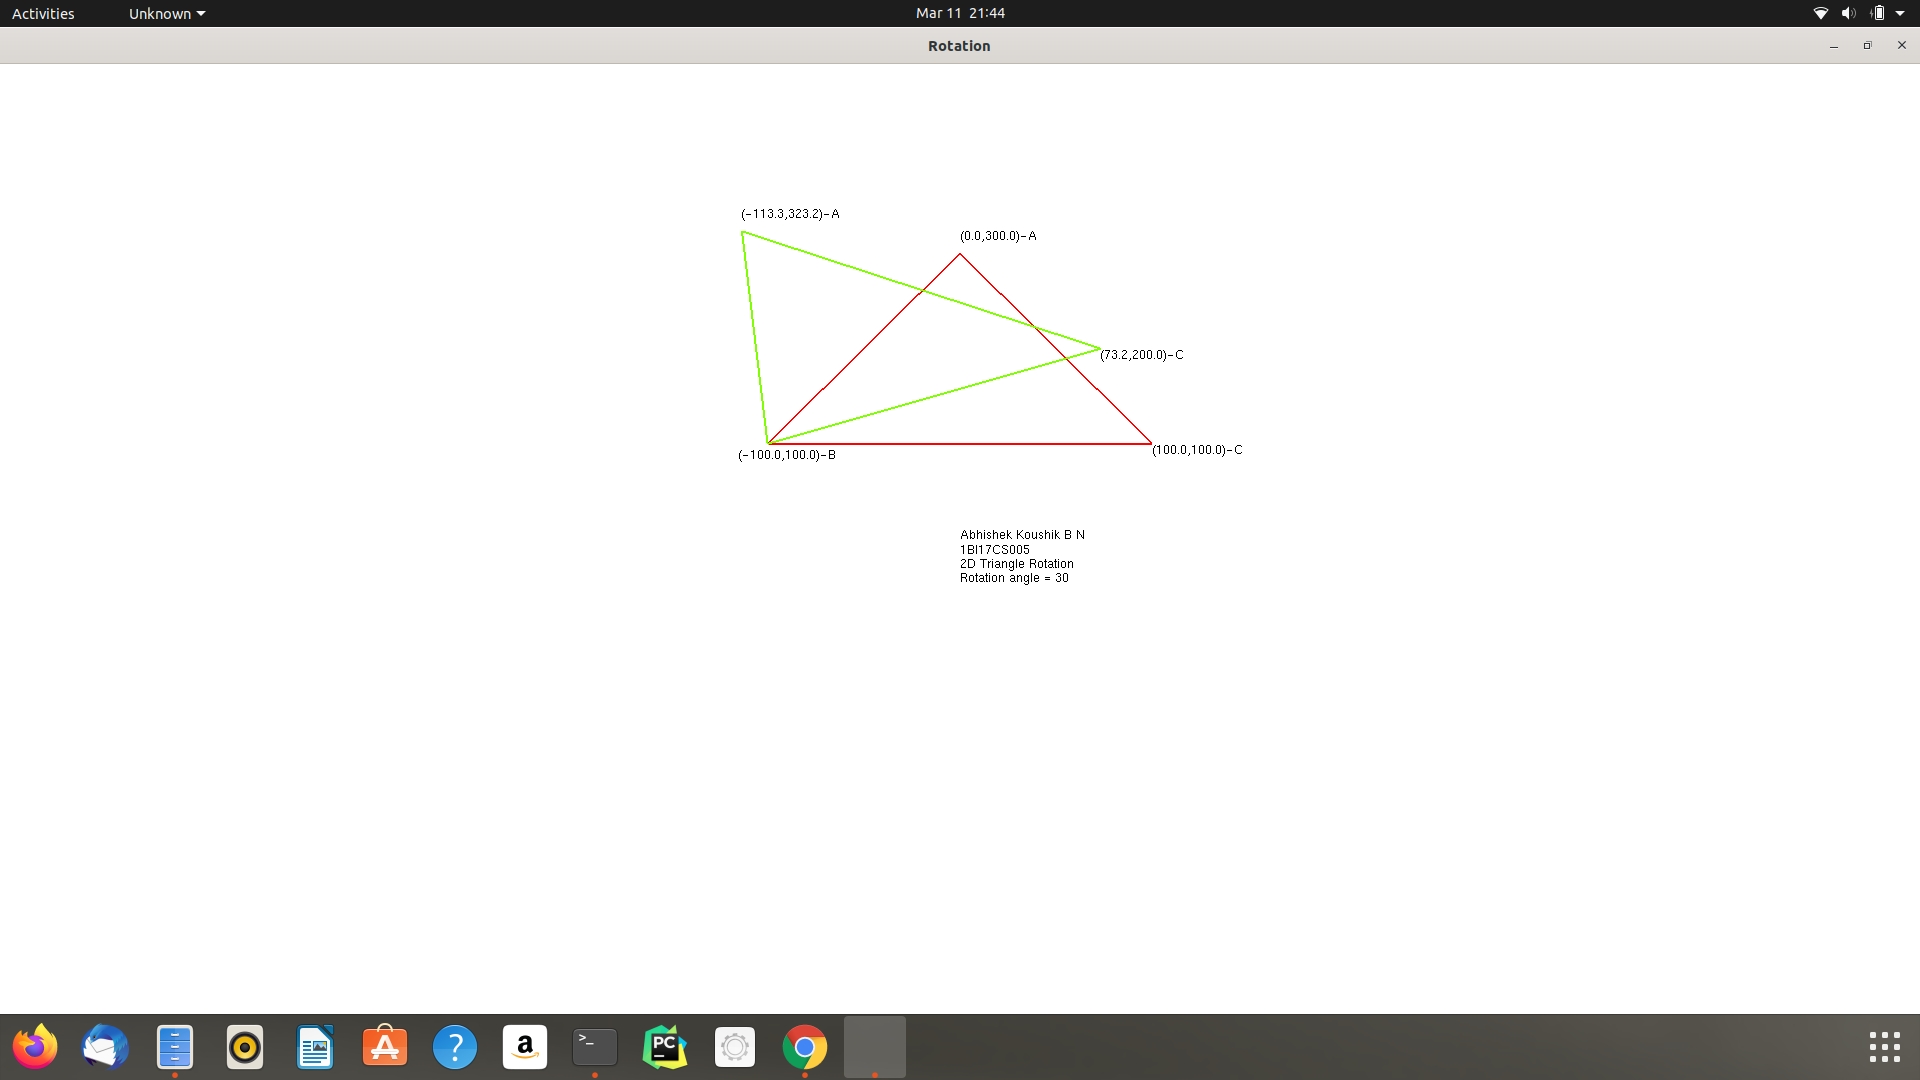 Activities
Unknown
Mar 11 21:44
Rotation
(-113.3,323.2)-A
(0.0,300.0)-A
(73.2,200.0)-C
(100.0,100.0)-C
(-100.0,100.0)-B
Abhishek Koushik B N
1BI17CS005
2D Triangle Rotation
Rotation angle = 30
?
a
>_
PC